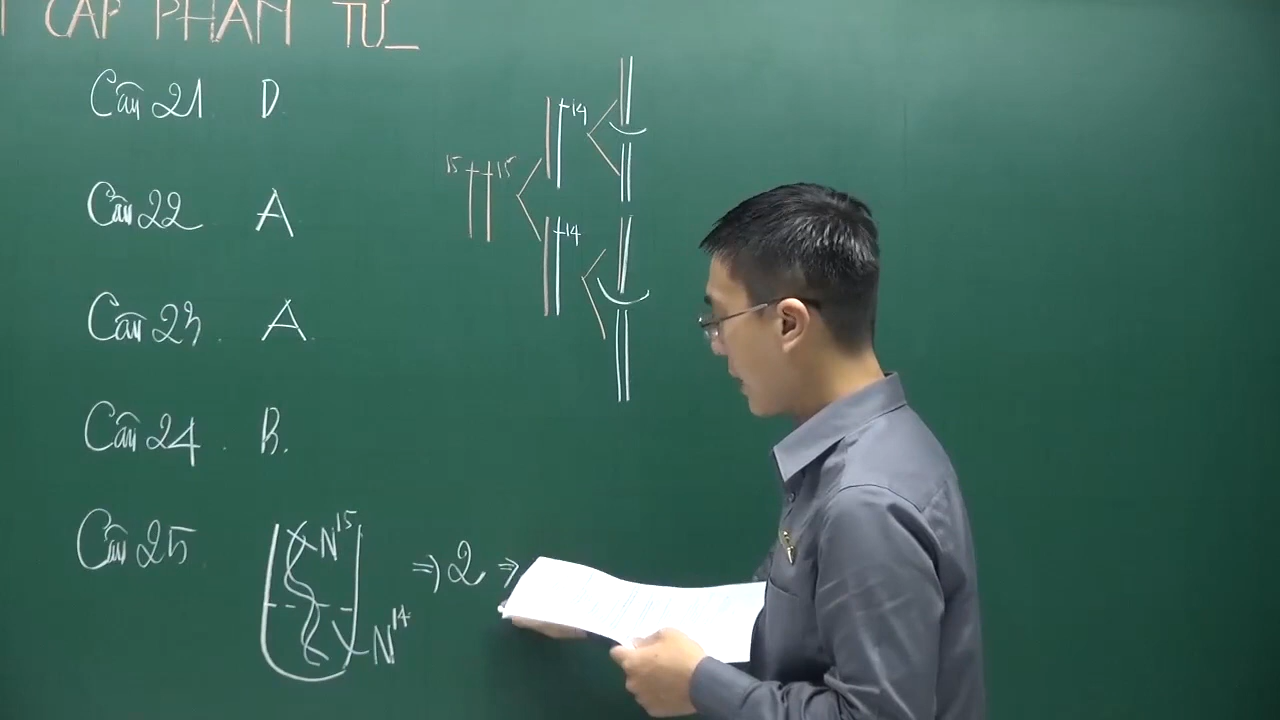 CẤP PHÂN TỬ
Câu 21 D
Câu 22 A
Câu 23. A
Câu 24. B.
Câu 25
N15
N14
⇒ 2 ⇒
15 15
14
14